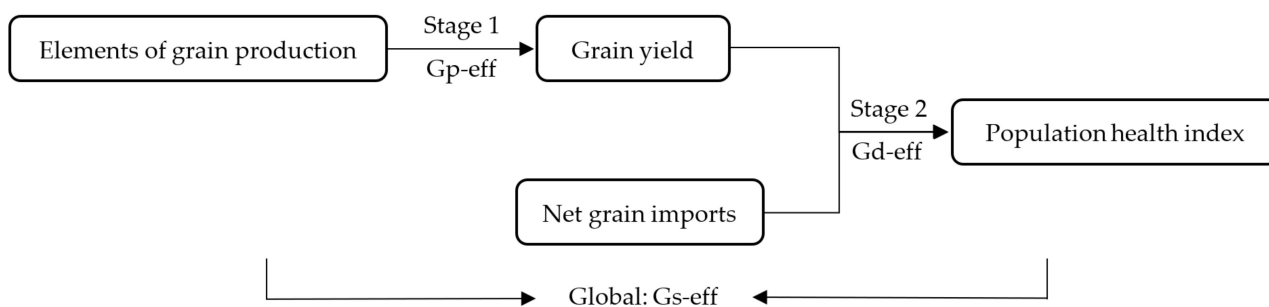 Elements of grain production
Stage 1
Gp-eff
Grain yield
Stage 2
Gd-eff
Population health index
Net grain imports
Global: Gs-eff